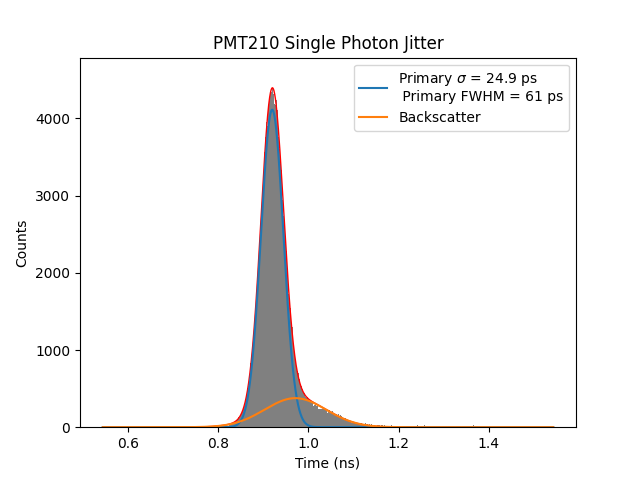 PMT210 Single Photon Jitter
Primary σ = 24.9 ps
Primary FWHM = 61 ps
Backscatter
Counts
4000
3000
2000
1000
0
0.6 0.8 1.0 1.2 1.4
Time (ns)